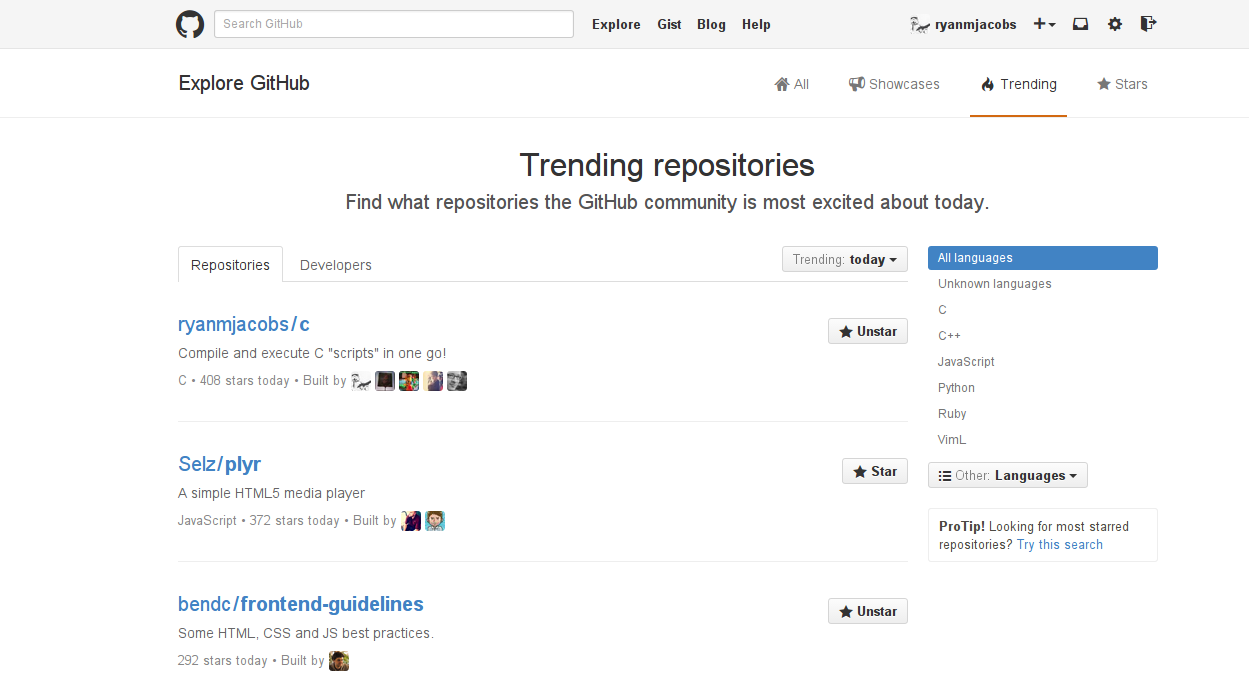 Search GitHub Explore Gist Blog Help ryanmjacobs
Explore GitHub All Showcases Trending Stars
Trending repositories
Find what repositories the GitHub community is most excited about today.
Repositories Developers Trending: today
ryanmjacobs/c Unstar
Compile and execute C "scripts" in one go!
C • 408 stars today • Built by
Selz/plyr Star
A simple HTML5 media player
JavaScript • 372 stars today • Built by
bendc/frontend-guidelines Unstar
Some HTML, CSS and JS best practices.
292 stars today • Built by
All languages
Unknown languages
C
C++
JavaScript
Python
Ruby
VimL
Other: Languages
ProTip! Looking for most starred
repositories? Try this search